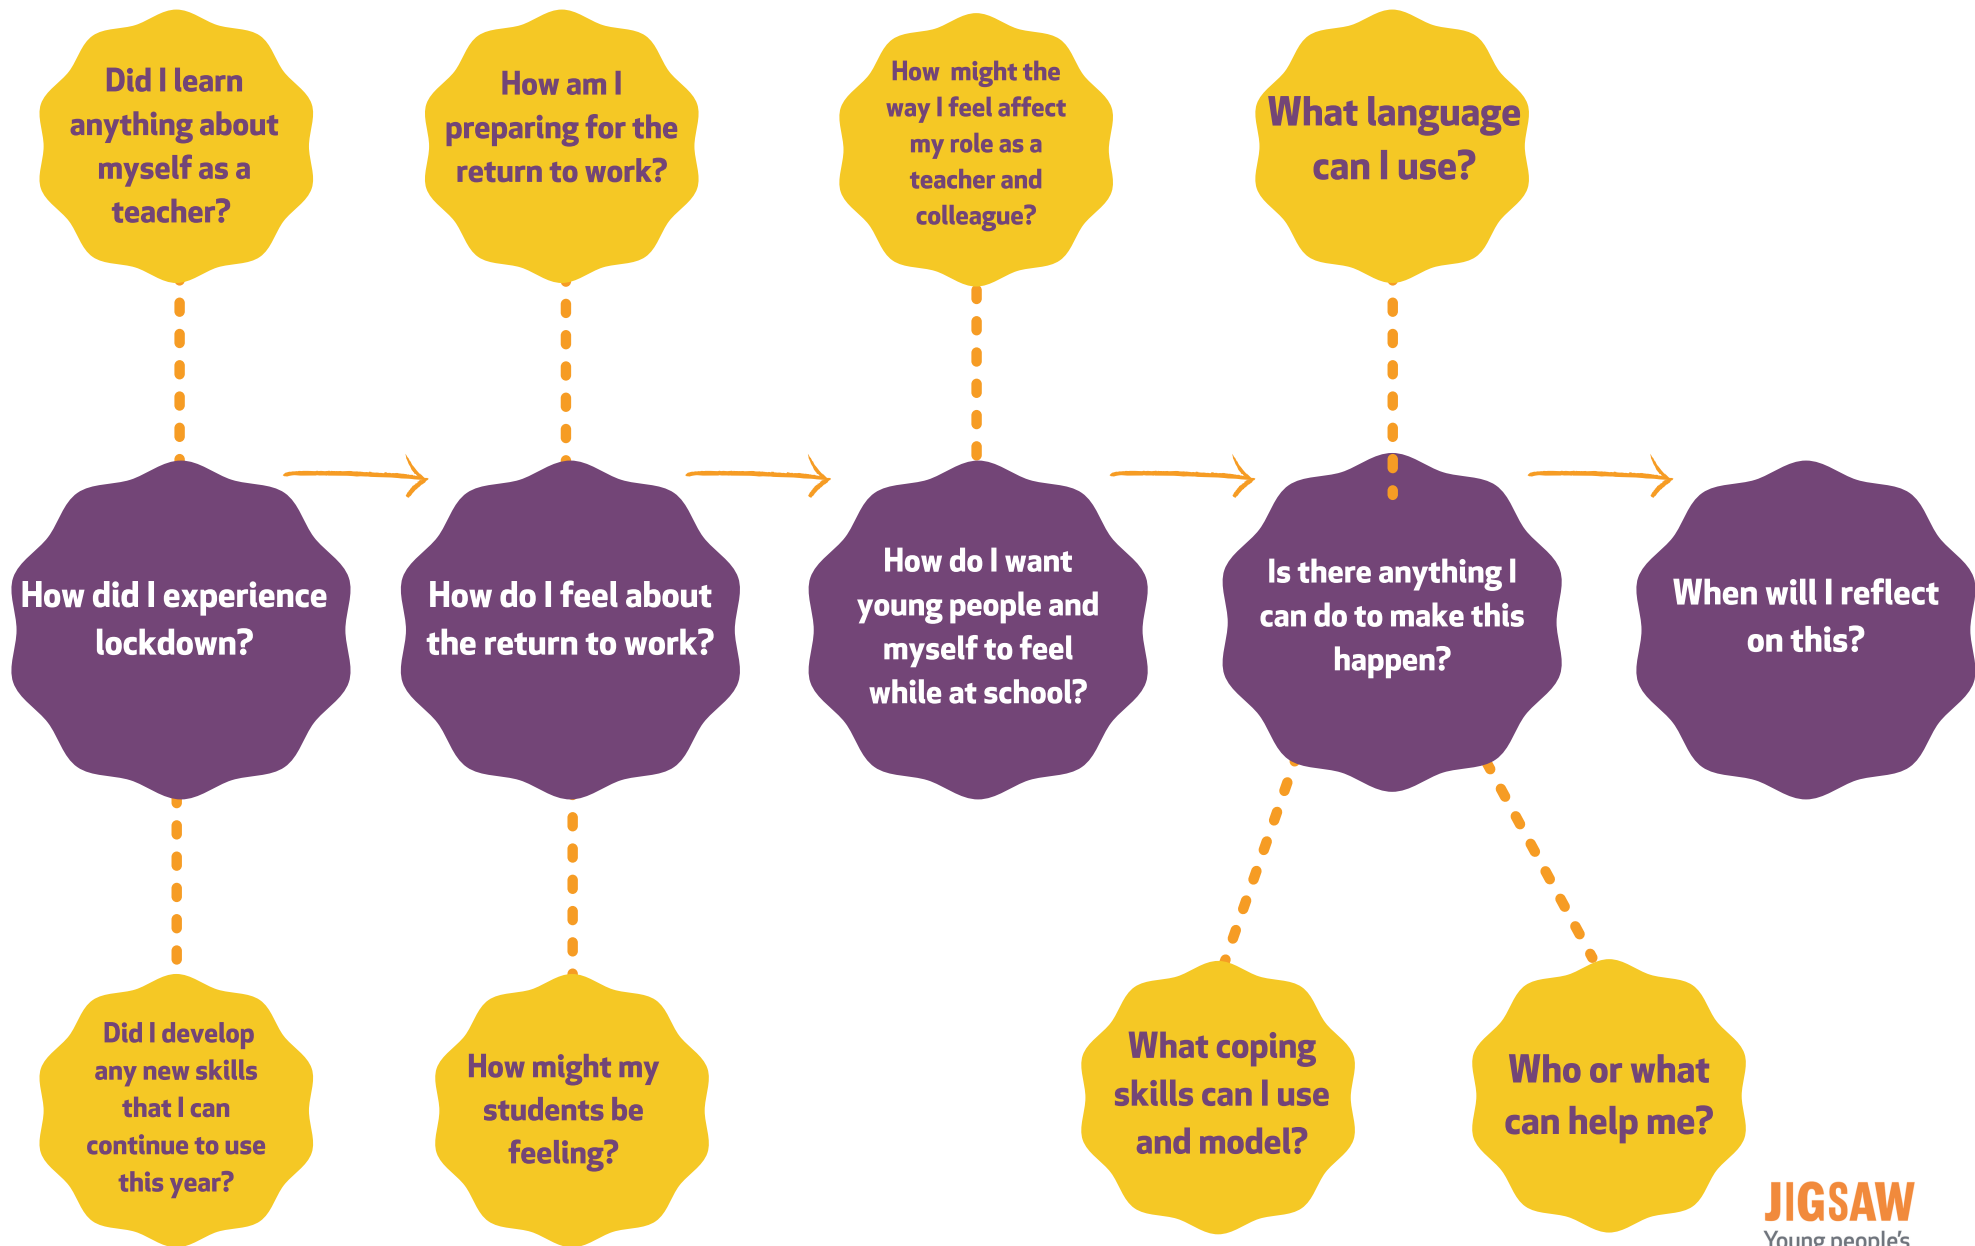 Did I learn
anything about
myself as a
teacher?
How am I
preparing for the
return to work?
How might the
way I feel affect
my role as a
teacher and
colleague?
What language
can I use?
How did I experience
lockdown?
How do I feel about
the return to work?
How do I want
young people and
myself to feel
while at school?
Is there anything I
can do to make this
happen?
When will I reflect
on this?
Did I develop
any new skills
that I can
continue to use
this year?
How might my
students be
feeling?
What coping
skills can I use
and model?
Who or what
can help me?
JIGSAW
Young people's